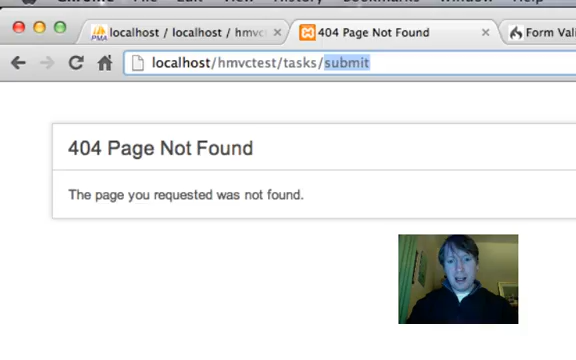 localhost / localhost / hmvc
404 Page Not Found
Form Vali
localhost/hmvctest/tasks/submit
404 Page Not Found
The page you requested was not found.